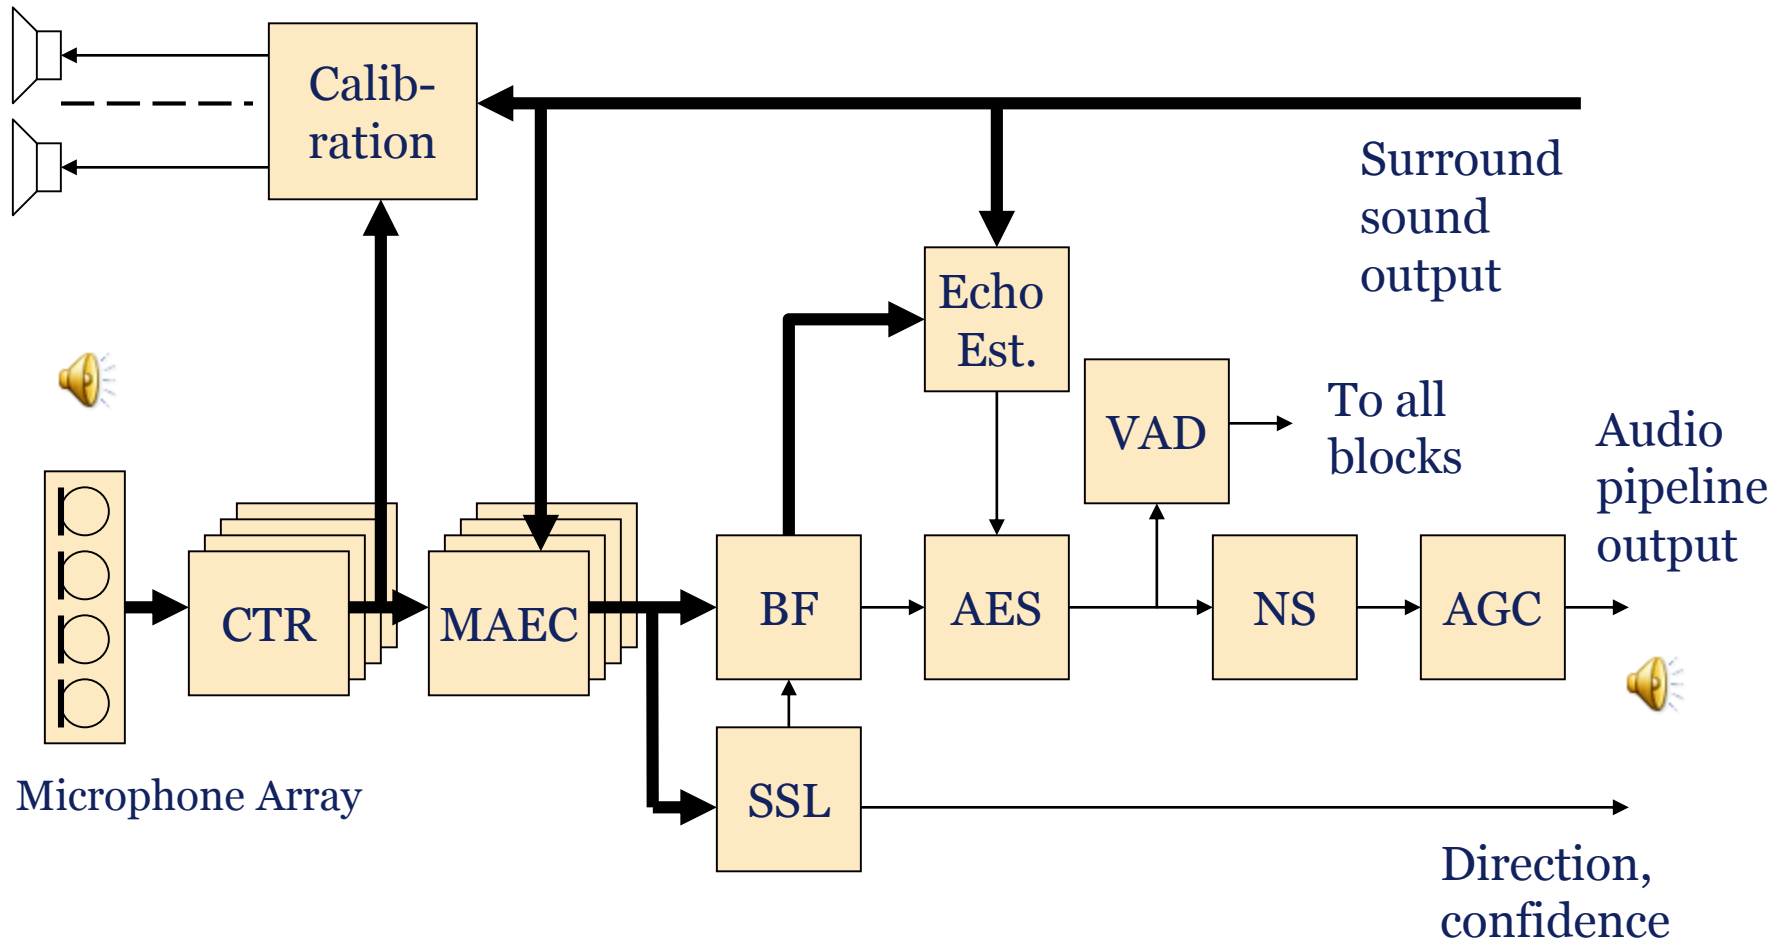 Calib-
ration
Surround
sound
output
Echo
Est.
VAD
To all
blocks
Audio
pipeline
output
CTR
MAEC
BF
AES
NS
AGC
Microphone Array
SSL
Direction,
confidence